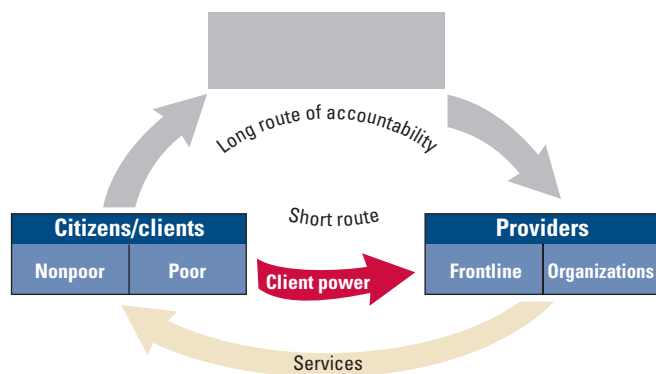 Long route of accountability
Short route
Citizens/clients
Nonpoor Poor
Client power
Providers
Frontline Organizations
Services